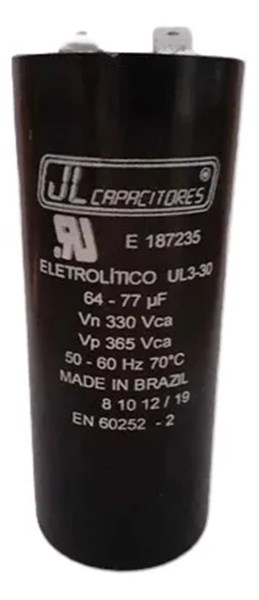 JL CAPACITORES ®
RU E 187235
ELETROLÍTICO UL3-30
64 - 77 µF
Vn 330 Vca
Vp 365 Vca
50 - 60 Hz 70°C
MADE IN BRAZIL
8 10 12 / 19
EN 60252 - 2